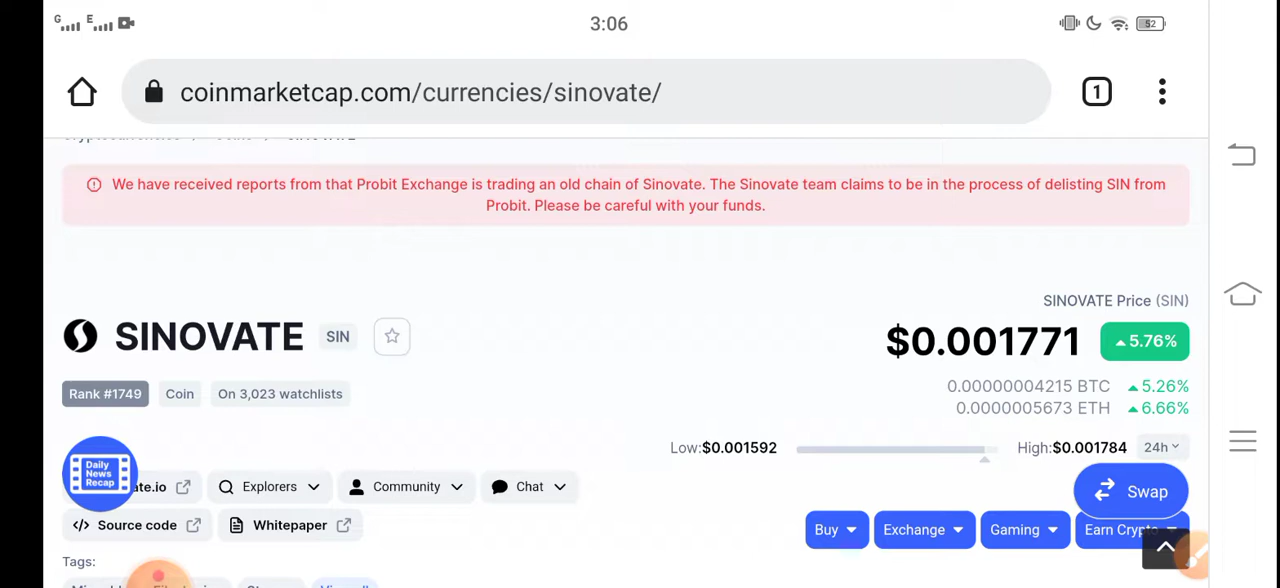 G E 3:06 52
coinmarketcap.com/currencies/sinovate/ 1
We have received reports from that Probit Exchange is trading an old chain of Sinovate. The Sinovate team claims to be in the process of delisting SIN from
Probit. Please be careful with your funds.
SINOVATE Price (SIN)
SINOVATE SIN $0.001771 5.76%
0.00000004215 BTC 5.26%
Rank #1749 Coin On 3,023 watchlists
0.0000005673 ETH 6.66%
Low:$0.001592 High:$0.001784 24h
Daily
News
Recap
te.io Explorers Community Chat
Swap
Source code Whitepaper
Buy Exchange Gaming Earn Crypto
Tags: